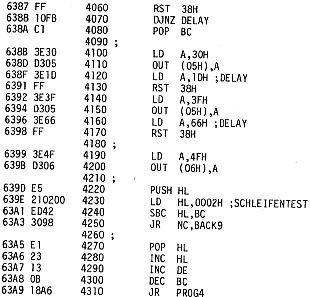 6387 FF 4060 RST 38H
6388 10FB 4070 DJNZ DELAY
638A C1 4080 POP BC
4090 ;
638B 3E30 4100 LD A,30H
638D D305 4110 OUT (05H),A
638F 3E1D 4120 LD A,1DH ;DELAY
6391 FF 4130 RST 38H
6392 3E3F 4140 LD A,3FH
6394 D305 4150 OUT (05H),A
6396 3E66 4160 LD A,66H ;DELAY
6398 FF 4170 RST 38H
4180 ;
6399 3E4F 4190 LD A,4FH
639B D306 4200 OUT (06H),A
4210 ;
639D E5 4220 PUSH HL
639E 210200 4230 LD HL,0002H ;SCHLEIFENTEST
63A1 ED42 4240 SBC HL,BC
63A3 3098 4250 JR NC,BACK9
4260 ;
63A5 E1 4270 POP HL
63A6 23 4280 INC HL
63A7 13 4290 INC DE
63A8 0B 4300 DEC BC
63A9 18A6 4310 JR PROG4